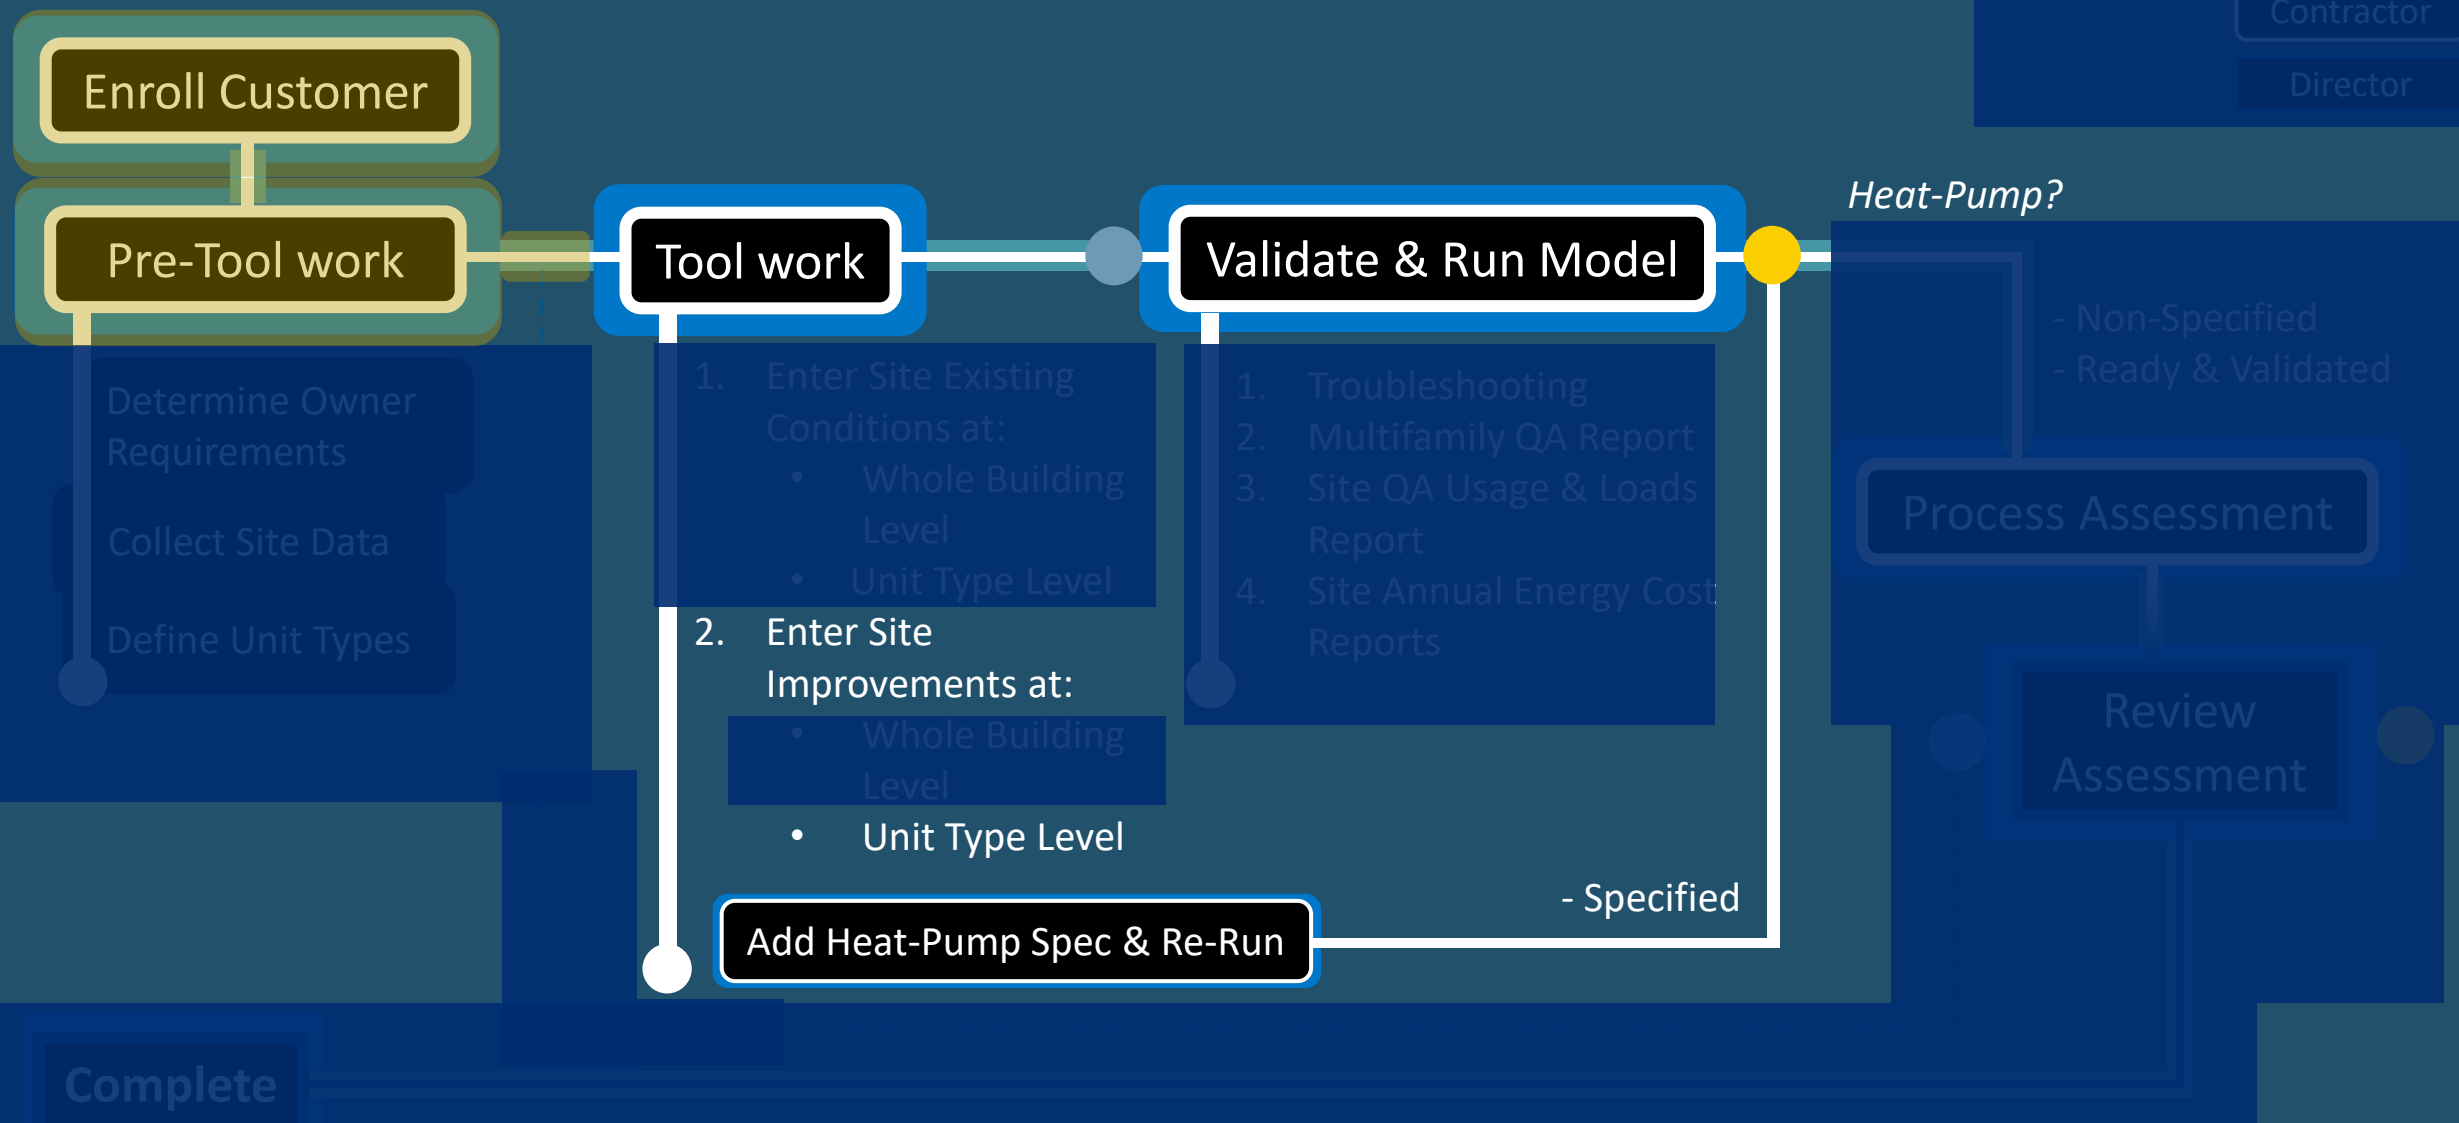 Contractor
Director
Enroll Customer
Pre-Tool work
Determine Owner
Requirements
Collect Site Data
Define Unit Types
Tool work
1. Enter Site Existing
Conditions at:
• Whole Building
Level
• Unit Type Level
2. Enter Site
Improvements at:
• Whole Building
Level
• Unit Type Level
Add Heat-Pump Spec & Re-Run
- Specified
Validate & Run Model
1. Troubleshooting
2. Multifamily QA Report
3. Site QA Usage & Loads
Report
4. Site Annual Energy Cost
Reports
Heat-Pump?
- Non-Specified
- Ready & Validated
Process Assessment
Review
Assessment
Complete